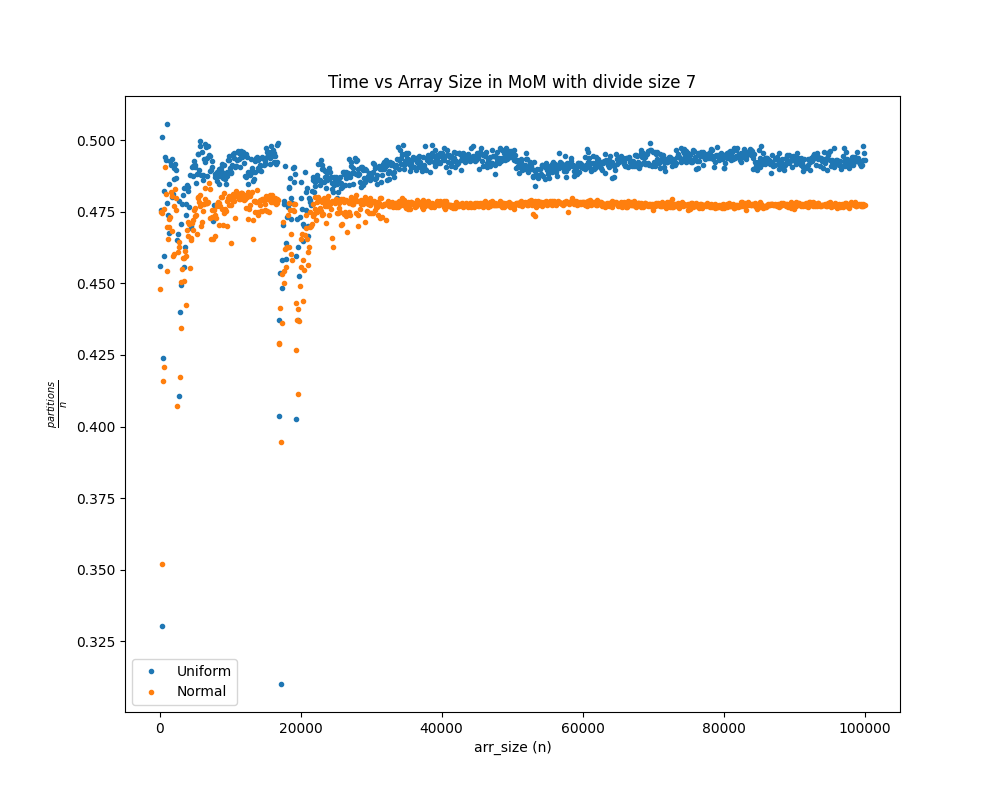 Time vs Array Size in MoM with divide size 7
0.500
0.475
0.450
0.425
0.400
0.375
0.350
0.325
partitions
n
Uniform
Normal
0 20000 40000 60000 80000 100000
arr_size (n)